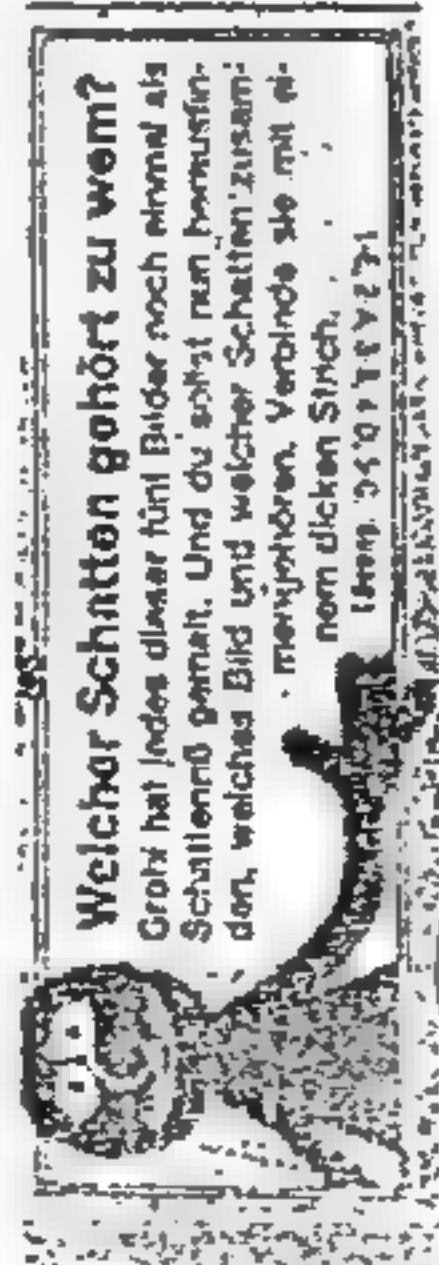 Welcher Schatten gehört zu wem?
hat jedes dieser fünf Bilder noch einmal als
Schattenriß gemalt. Und du sollst nun herausfin-
den, welches Bild und welcher Schatten zusam-
mengehören. Verbinde sie mit ei-
nem dicken Strich.